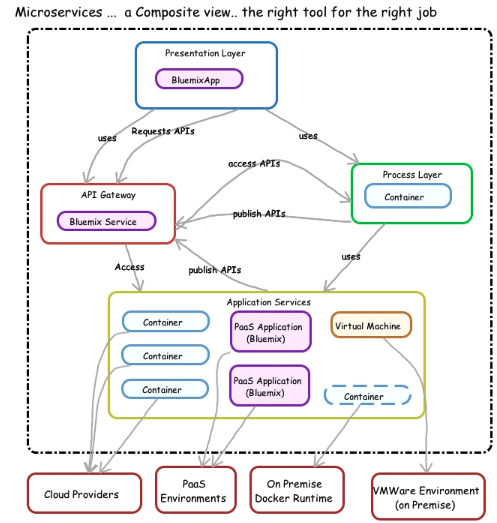 Microservices ... a Composite view.. the right tool for the right job
Presentation Layer
BluemixApp
uses
Requests APIs
uses
access APIs
Process Layer
Container
API Gateway
Bluemix Service
publish APIs
uses
Access
publish APIs
Application Services
Container
PaaS Application
(Bluemix)
Virtual Machine
Container
Container
PaaS Application
(Bluemix)
Container
Cloud Providers
PaaS
Environments
On Premise
Docker Runtime
VMWare Environment
(on Premise)